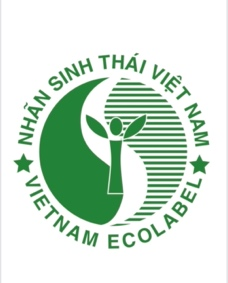 NHÃN SINH THÁI VIỆT NAM
VIETNAM ECOLABEL